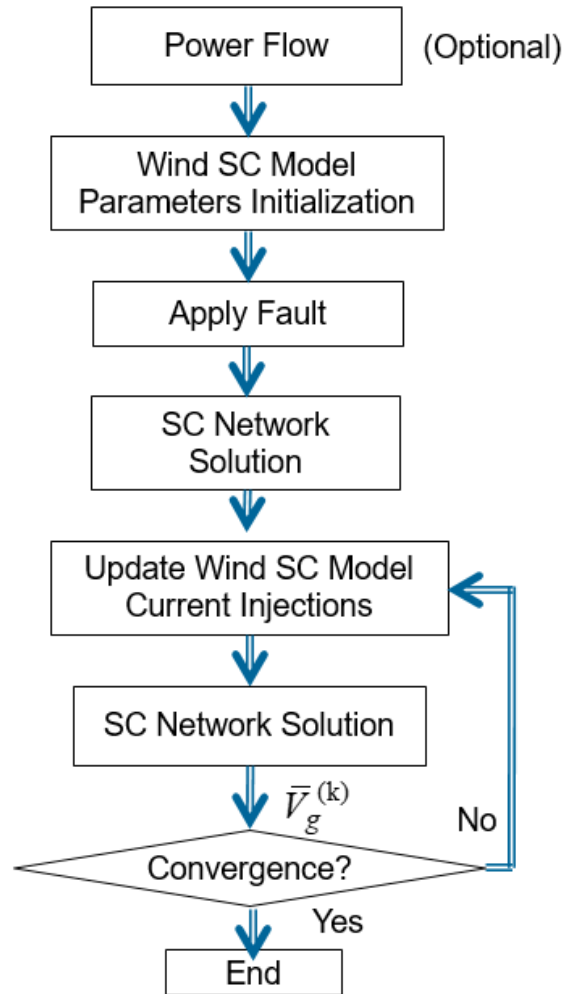 Power Flow (Optional)
Wind SC Model
Parameters Initialization
Apply Fault
SC Network
Solution
Update Wind SC Model
Current Injections
SC Network Solution
V̅g(k)
No
Convergence?
Yes
End